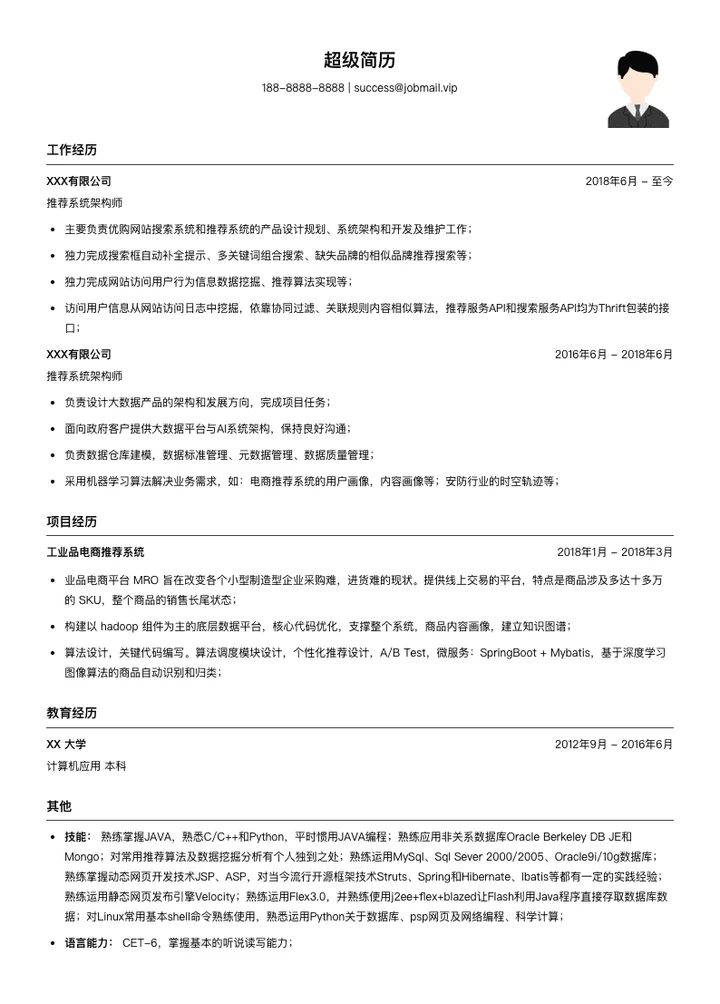 超级简历
188-8888-8888 | success@jobmail.vip
工作经历
XXX有限公司 2018年6月 – 至今
推荐系统架构师
• 主要负责优购网站搜索系统和推荐系统的产品设计规划、系统架构和开发及维护工作；
• 独力完成搜索框自动补全提示、多关键词组合搜索、缺失品牌的相似品牌推荐搜索等；
• 独力完成网站访问用户行为信息数据挖掘、推荐算法实现等；
• 访问用户信息从网站访问日志中挖掘，依靠协同过滤、关联规则内容相似算法，推荐服务API和搜索服务API均为Thrift包装的接
口；
XXX有限公司 2016年6月 – 2018年6月
推荐系统架构师
• 负责设计大数据产品的架构和发展方向，完成项目任务；
• 面向政府客户提供大数据平台与AI系统架构，保持良好沟通；
• 负责数据仓库建模，数据标准管理、元数据管理、数据质量管理；
• 采用机器学习算法解决业务需求，如：电商推荐系统的用户画像，内容画像等；安防行业的时空轨迹等；
项目经历
工业品电商推荐系统 2018年1月 – 2018年3月
• 业品电商平台 MRO 旨在改变各个小型制造型企业采购难，进货难的现状。提供线上交易的平台，特点是商品涉及多达十多万
的 SKU，整个商品的销售长尾状态；
• 构建以 hadoop 组件为主的底层数据平台，核心代码优化，支撑整个系统，商品内容画像，建立知识图谱；
• 算法设计，关键代码编写。算法调度模块设计，个性化推荐设计，A/B Test，微服务：SpringBoot + Mybatis，基于深度学习
图像算法的商品自动识别和归类；
教育经历
XX 大学 2012年9月 – 2016年6月
计算机应用 本科
其他
• 技能： 熟练掌握JAVA，熟悉C/C++和Python，平时惯用JAVA编程；熟练应用非关系数据库Oracle Berkeley DB JE和
Mongo；对常用推荐算法及数据挖掘分析有个人独到之处；熟练运用MySql、Sql Sever 2000/2005、Oracle9i/10g数据库；
熟练掌握动态网页开发技术JSP、ASP，对当今流行开源框架技术Struts、Spring和Hibernate、Ibatis等都有一定的实践经验；
熟练运用静态网页发布引擎Velocity；熟练运用Flex3.0，并熟练使用j2ee+flex+blazed让Flash利用Java程序直接存取数据库数
据；对Linux常用基本shell命令熟练使用，熟悉运用Python关于数据库、psp网页及网络编程、科学计算；
• 语言能力： CET-6，掌握基本的听说读写能力；